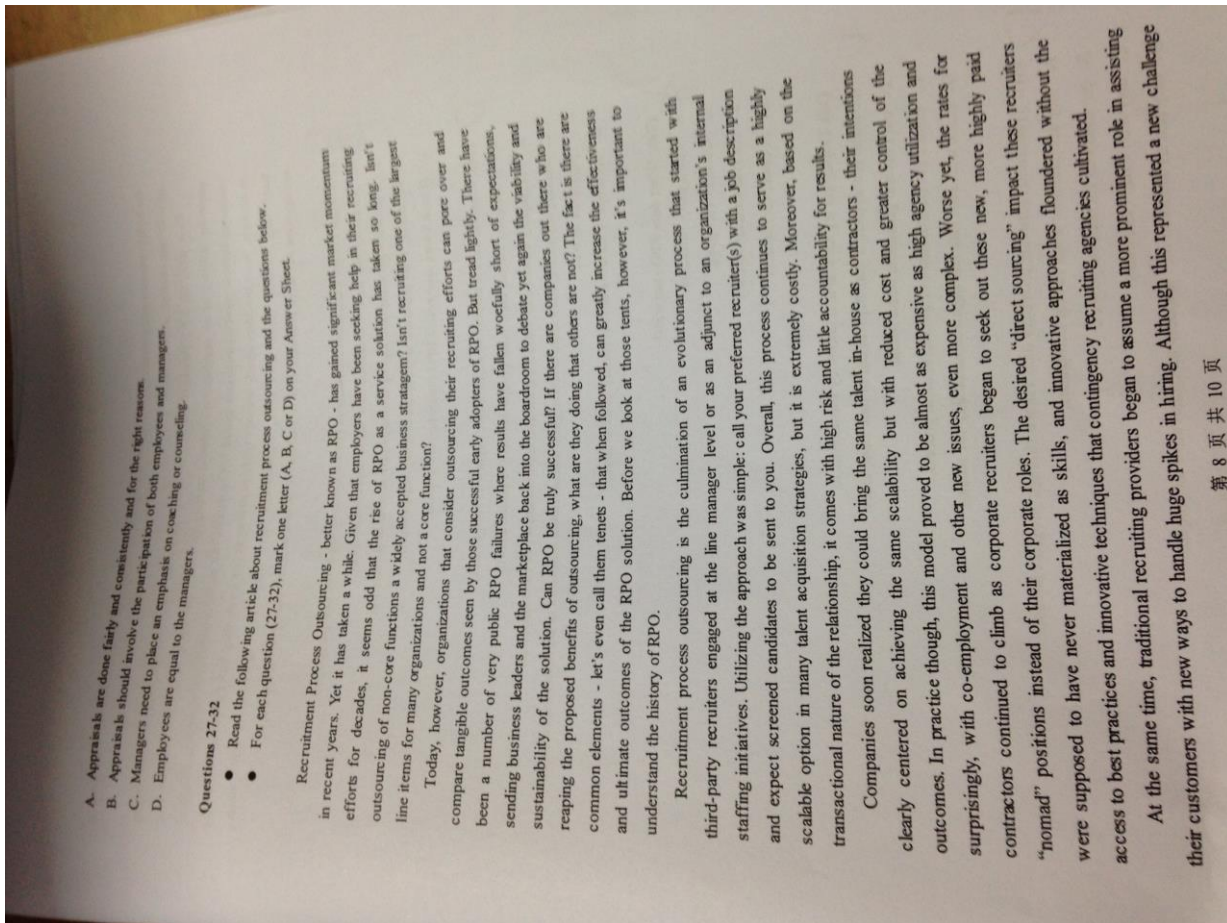 A. Appraisals are done fairly and consistently and for the right reasons.
B. Appraisals should involve the participation of both employees and managers.
C. Managers need to place an emphasis on coaching or counseling.
D. Employees are equal to the managers.
Questions 27-32
● Read the following article about recruitment process outsourcing and the questions below.
● For each question (27-32), mark one letter (A, B, C or D) on your Answer Sheet.
Recruitment Process Outsourcing - better known as RPO - has gained significant market momentum
in recent years. Yet it has taken a while. Given that employers have been seeking help in their recruiting
efforts for decades, it seems odd that the rise of RPO as a service solution has taken so long. Isn't
outsourcing of non-core functions a widely accepted business stratagem? Isn't recruiting one of the largest
line items for many organizations and not a core function?
Today, however, organizations that consider outsourcing their recruiting efforts can pore over and
compare tangible outcomes seen by those successful early adopters of RPO. But tread lightly. There have
been a number of very public RPO failures where results have fallen woefully short of expectations,
sending business leaders and the marketplace back into the boardroom to debate yet again the viability and
sustainability of the solution. Can RPO be truly successful? If there are companies out there who are
reaping the proposed benefits of outsourcing, what are they doing that others are not? The fact is there are
common elements - let's even call them tenets - that when followed, can greatly increase the effectiveness
and ultimate outcomes of the RPO solution. Before we look at those tents, however, it's important to
understand the history of RPO.
Recruitment process outsourcing is the culmination of an evolutionary process that started with
third-party recruiters engaged at the line manager level or as an adjunct to an organization's internal
staffing initiatives. Utilizing the approach was simple: call your preferred recruiter(s) with a job description
and expect screened candidates to be sent to you. Overall, this process continues to serve as a highly
scalable option in many talent acquisition strategies, but it is extremely costly. Moreover, based on the
transactional nature of the relationship, it comes with high risk and little accountability for results.
Companies soon realized they could bring the same talent in-house as contractors - their intentions
clearly centered on achieving the same scalability but with reduced cost and greater control of the
outcomes. In practice though, this model proved to be almost as expensive as high agency utilization and
surprisingly, with co-employment and other new issues, even more complex. Worse yet, the rates for
contractors continued to climb as corporate recruiters began to seek out these new, more highly paid
“nomad” positions instead of their corporate roles. The desired “direct sourcing” impact these recruiters
were supposed to have never materialized as skills, and innovative approaches floundered without the
access to best practices and innovative techniques that contingency recruiting agencies cultivated.
At the same time, traditional recruiting providers began to assume a more prominent role in assisting
their customers with new ways to handle huge spikes in hiring. Although this represented a new challenge
第 8 页 共 10 页